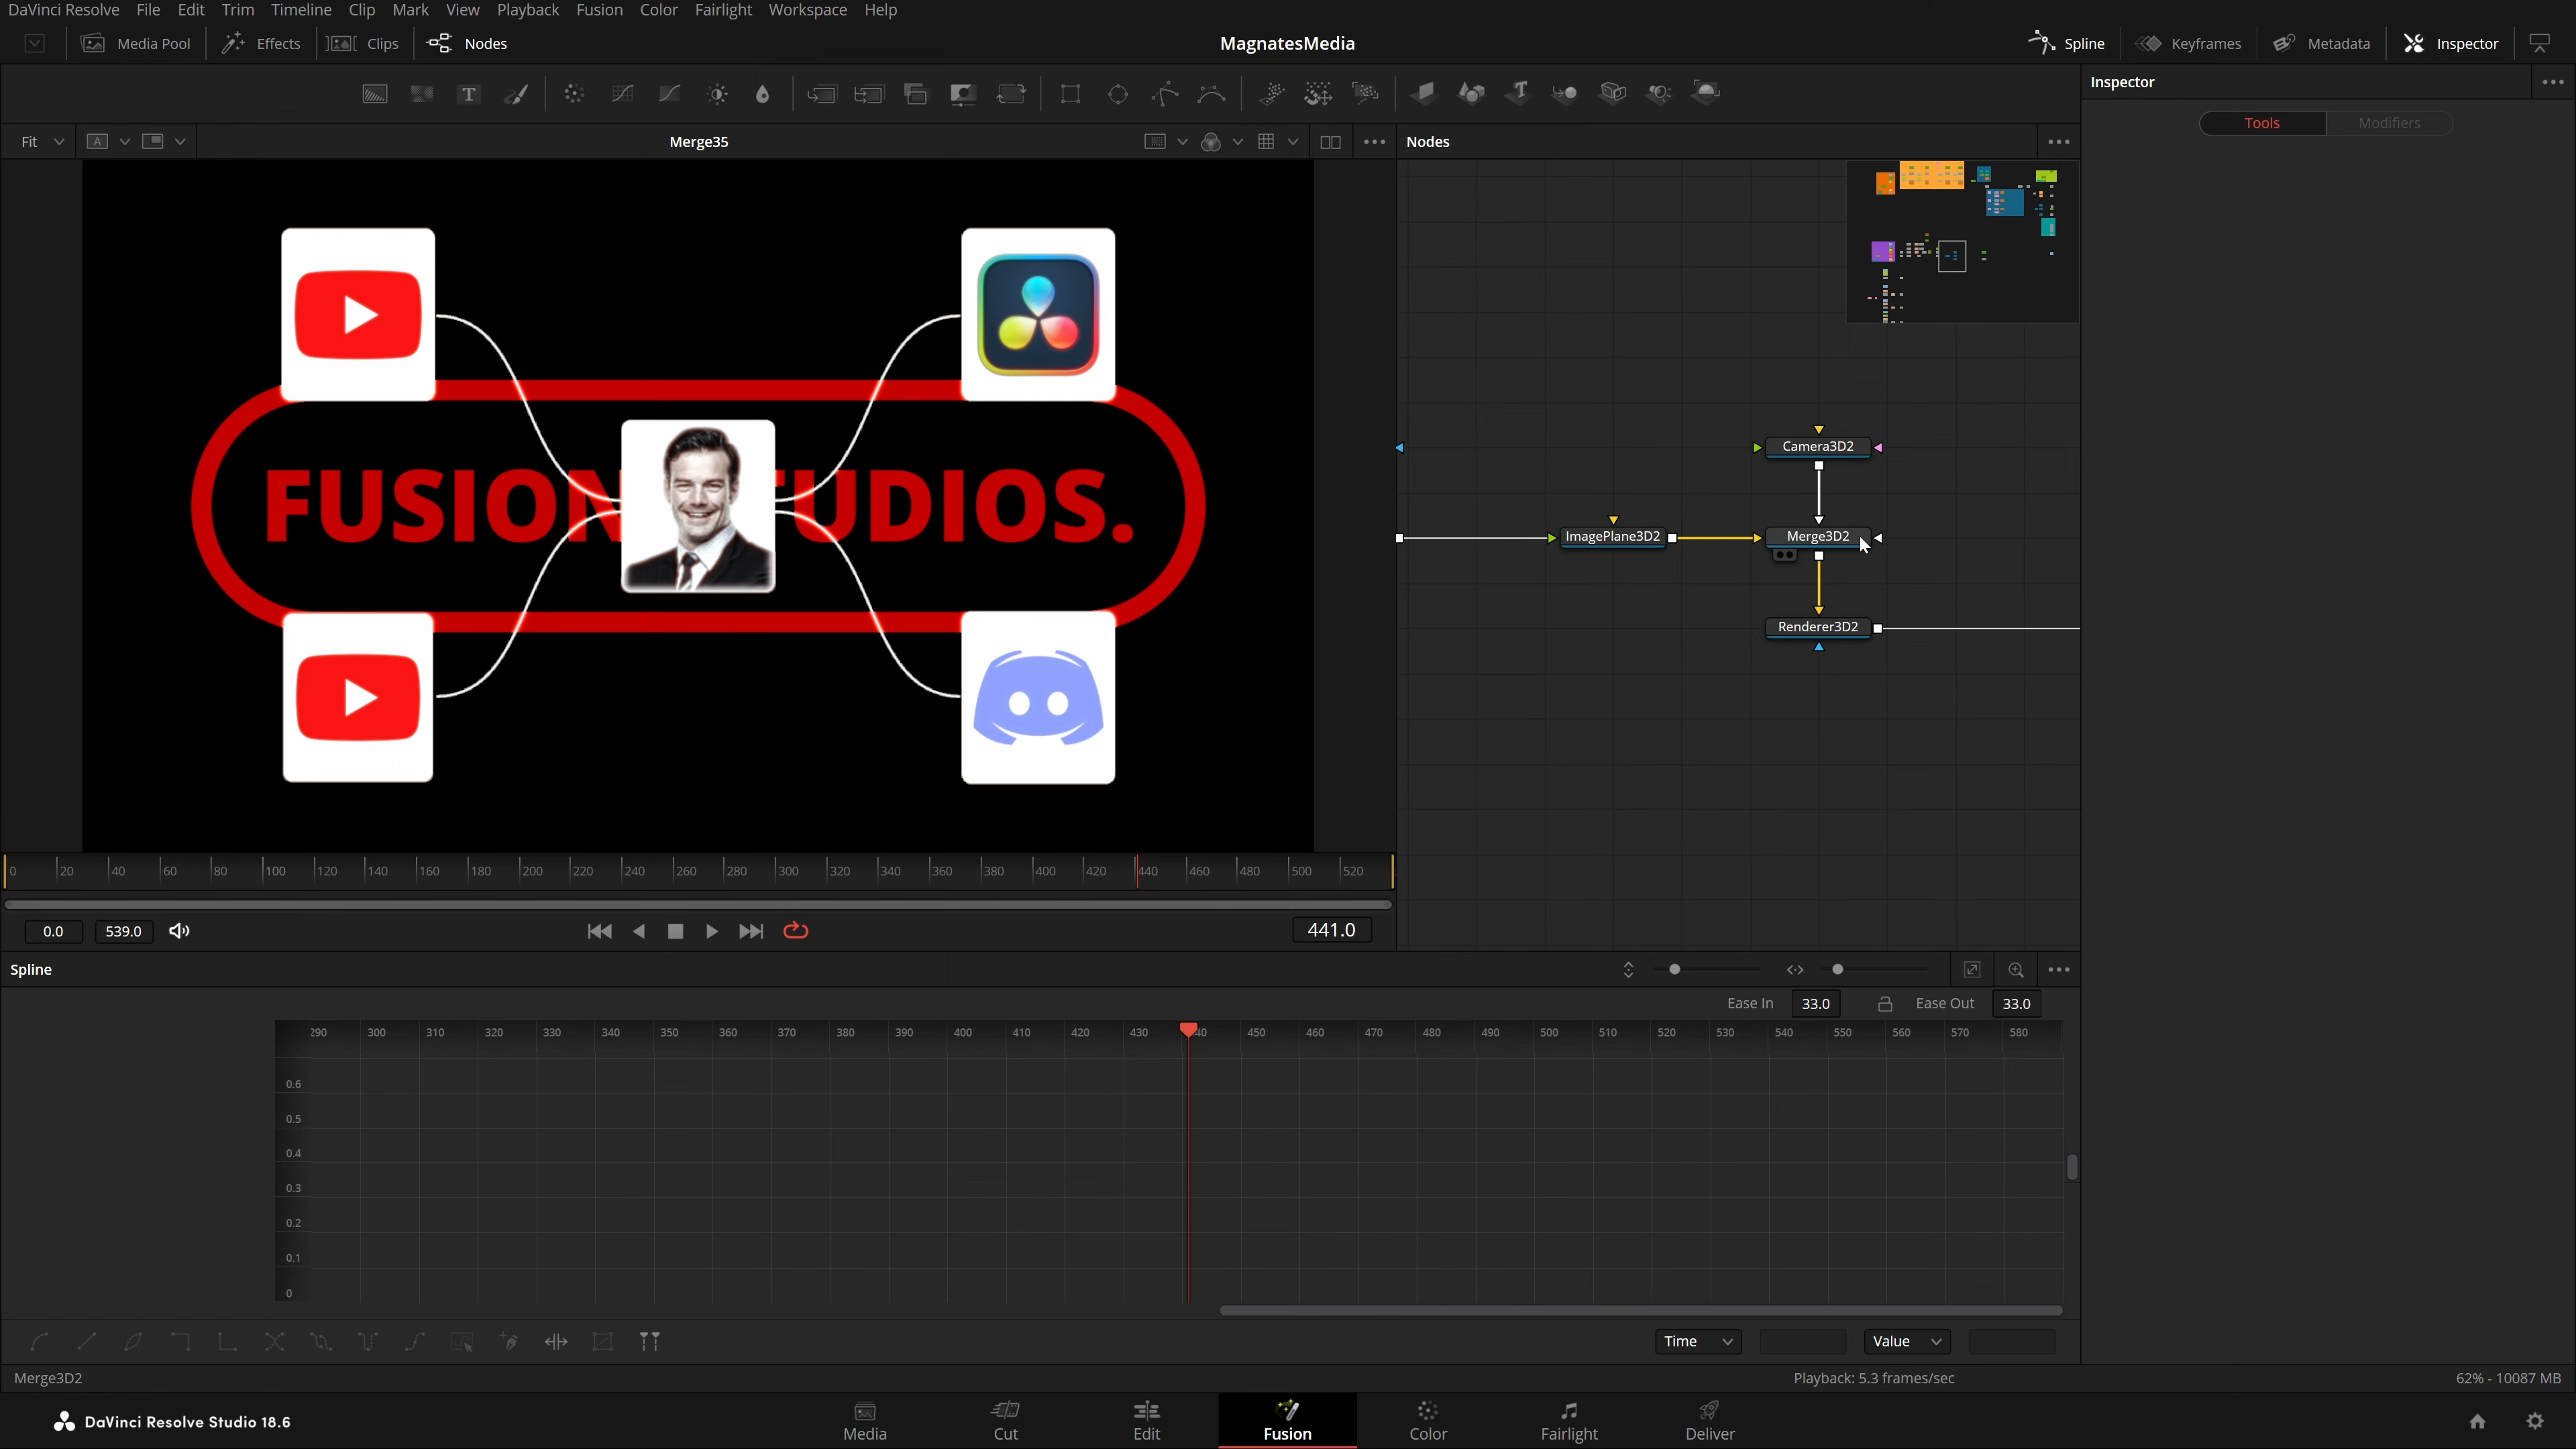 DaVinci Resolve File Edit Trim Timeline Clip Mark View Playback Fusion Color Fairlight Workspace Help
Media Pool Effects Clips Nodes MagnatesMedia Spline Keyframes Metadata Inspector
Inspector
Tools Modifiers
Fit A Merge35 Nodes
FUSION TUDIOS.
Camera3D2
ImagePlane3D2 Merge3D2
Renderer3D2
0 20 40 60 80 100 120 140 160 180 200 220 240 260 280 300 320 340 360 380 400 420 440 460 480 500 520
0.0 539.0 441.0
Spline
Ease In 33.0 Ease Out 33.0
290 300 310 320 330 340 350 360 370 380 390 400 410 420 430 40 450 460 470 480 490 500 510 520 530 540 550 560 570 580
0.6
0.5
0.4
0.3
0.2
0.1
0
Time Value
Merge3D2 Playback: 5.3 frames/sec 62% - 10087 MB
DaVinci Resolve Studio 18.6 Media Cut Edit Fusion Color Fairlight Deliver